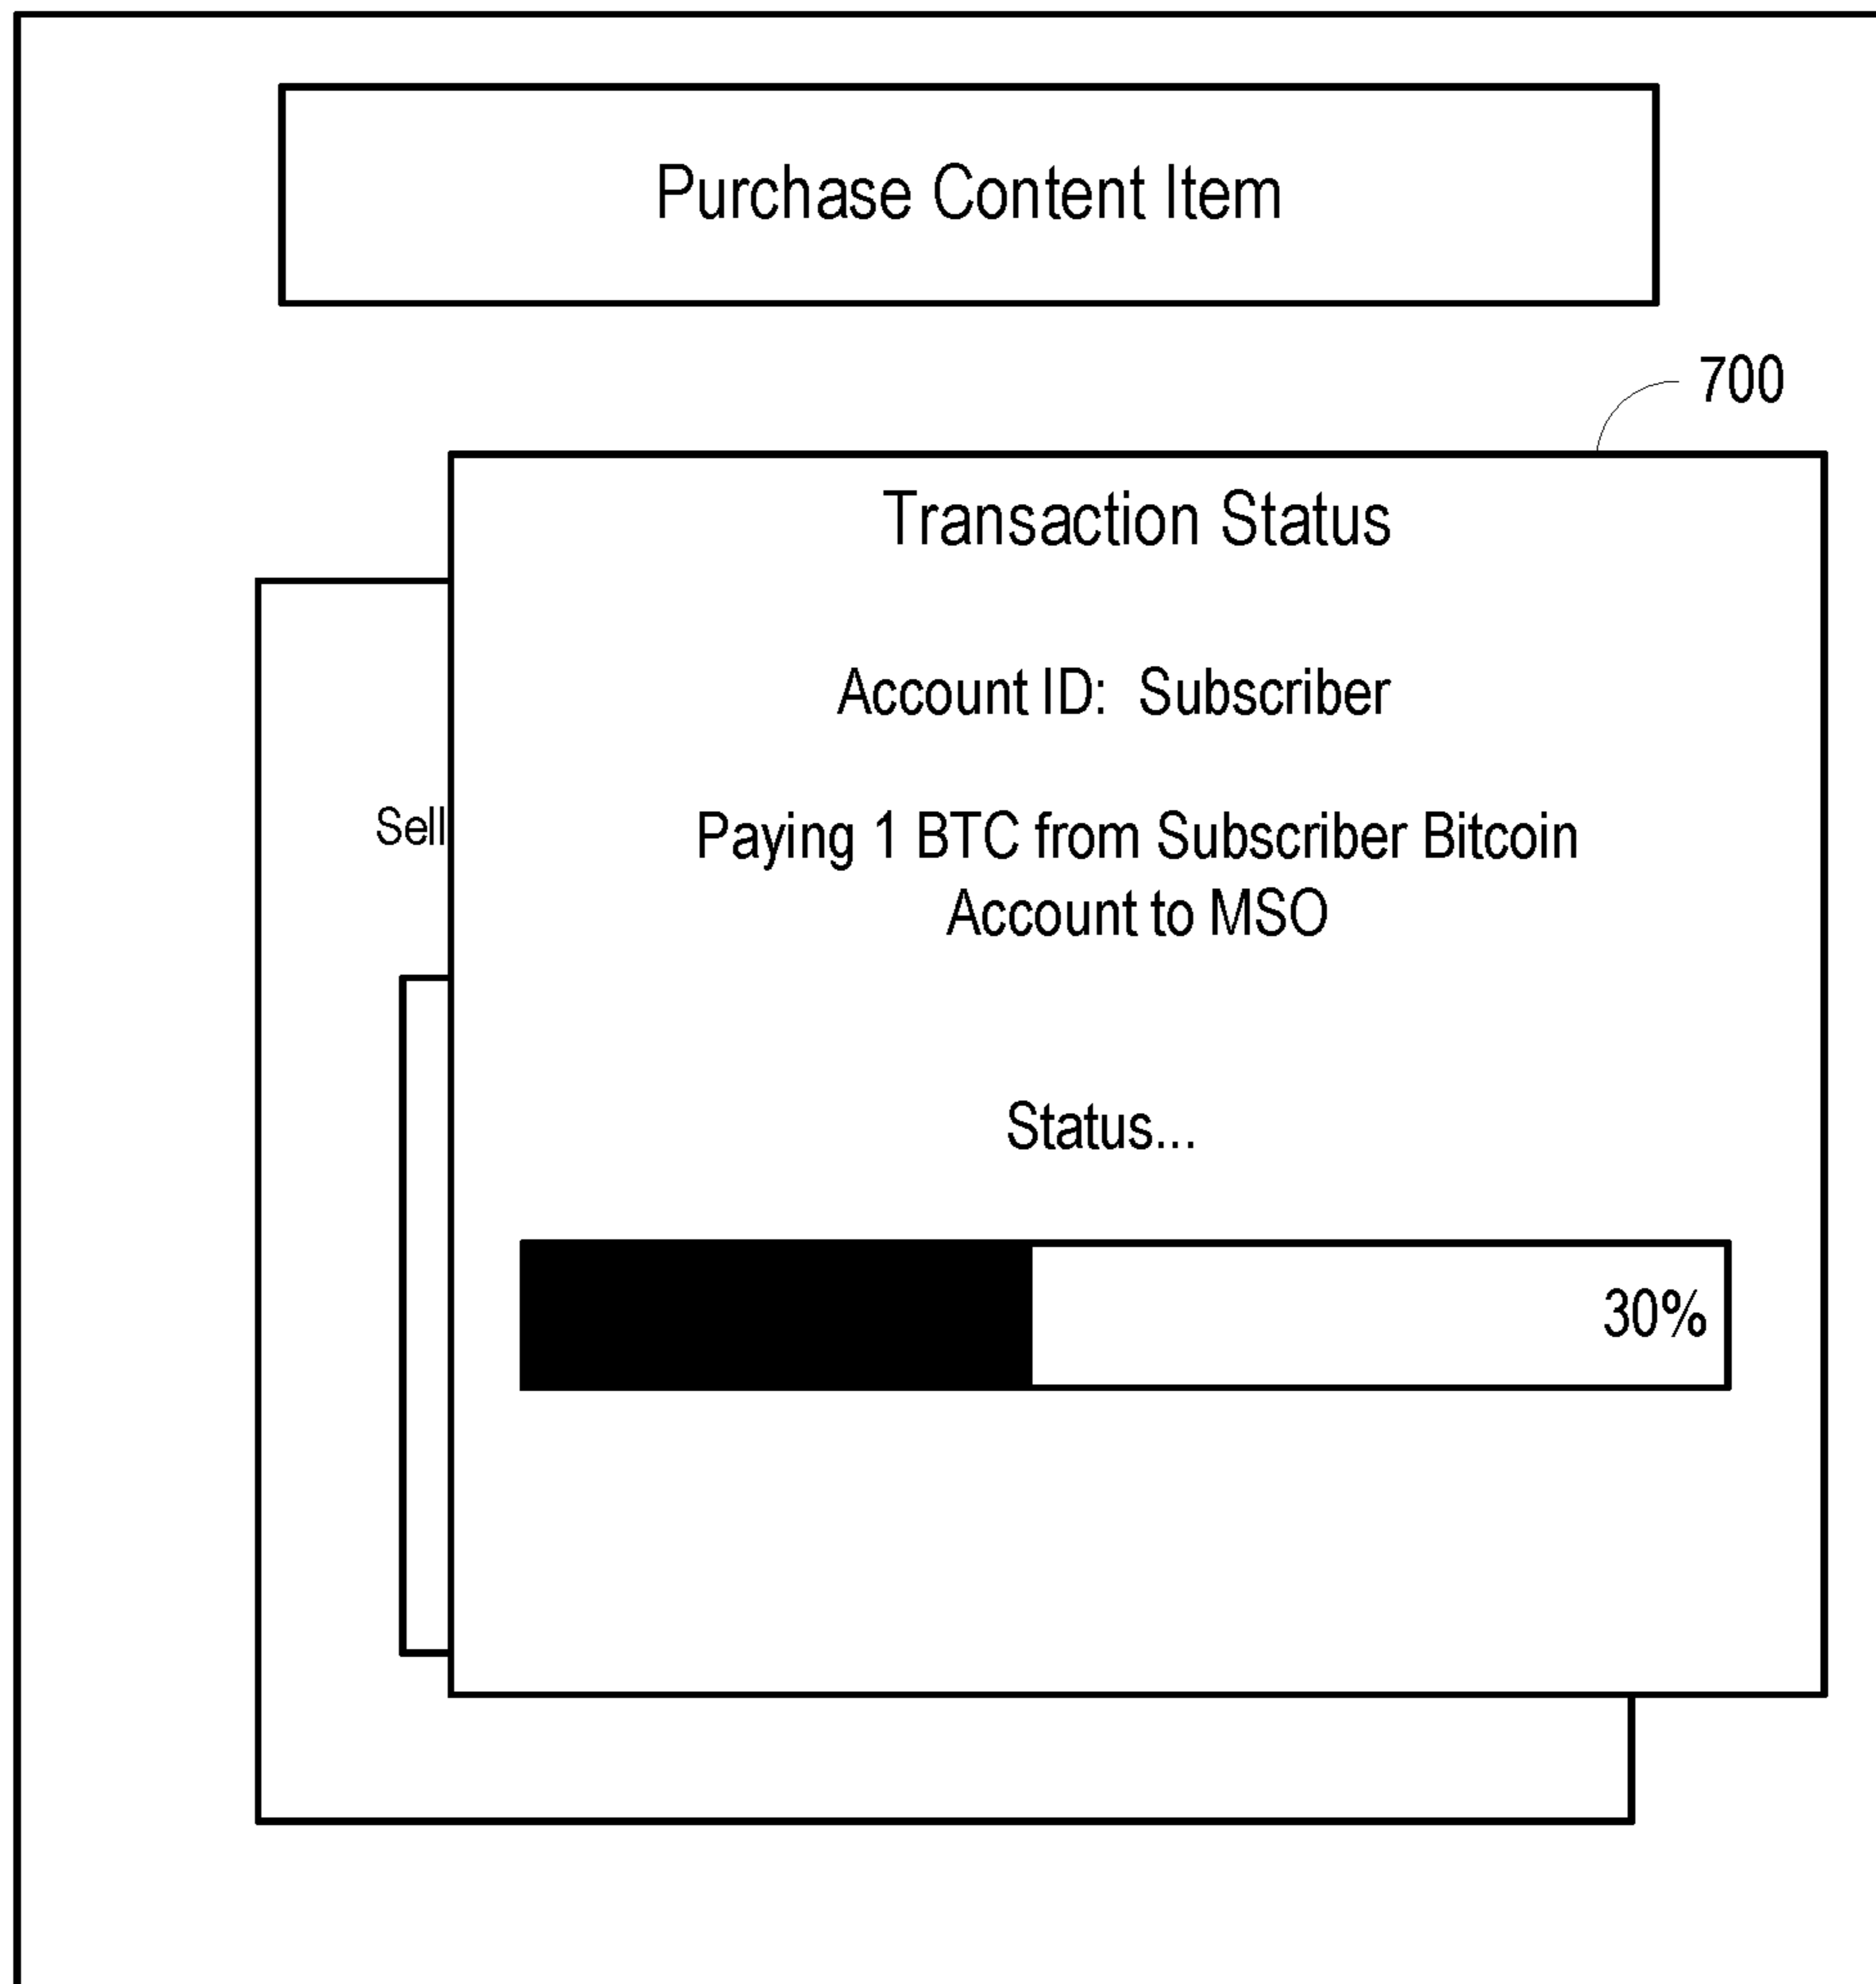 Purchase Content Item
700
Transaction Status
Account ID: Subscriber
Sell
Paying 1 BTC from Subscriber Bitcoin
Account to MSO
Status...
30%